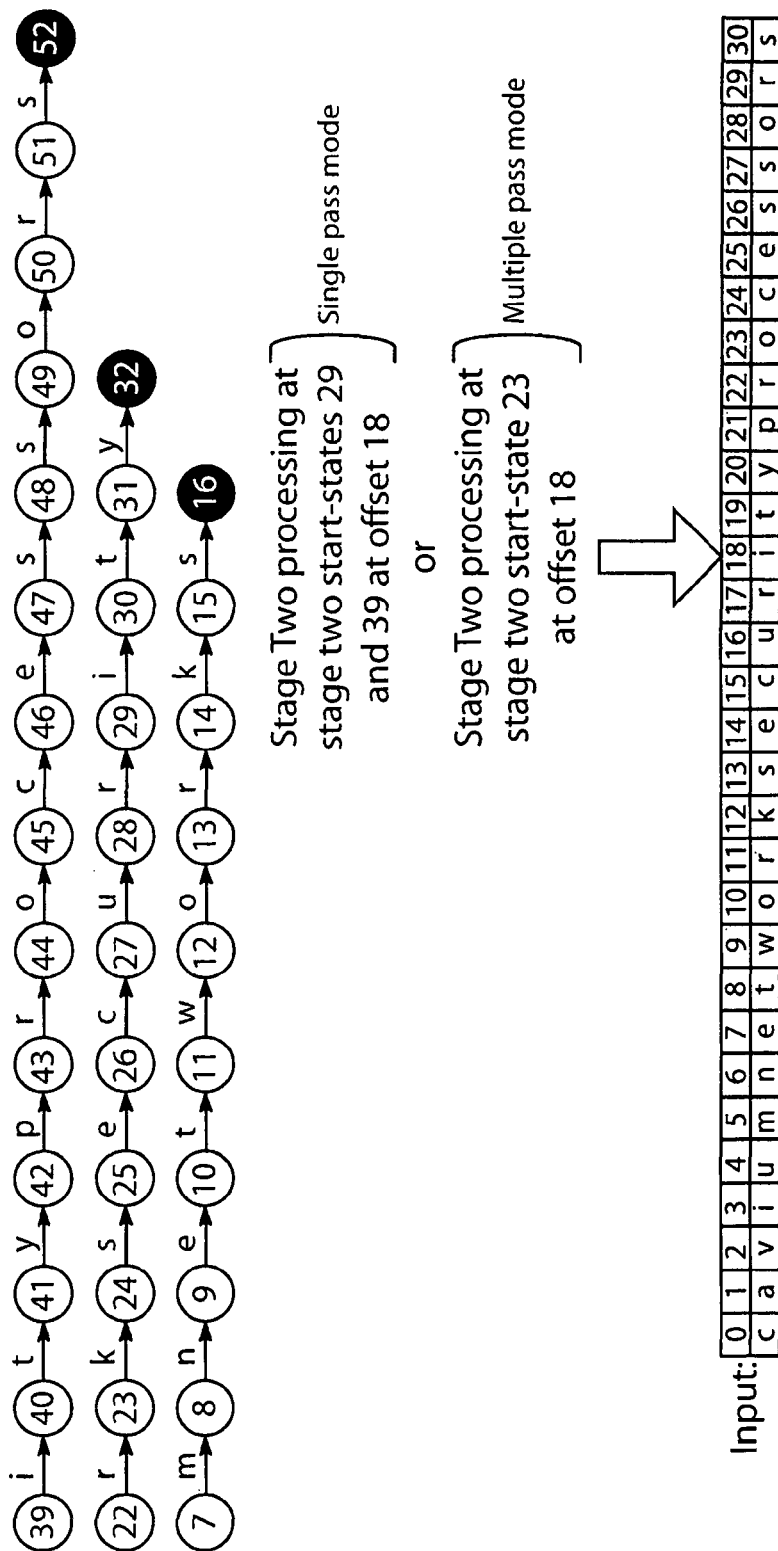 i t y p r o c e s s o r s
39 40 41 42 43 44 45 46 47 48 49 50 51 52
r k s e c u r i t y
22 23 24 25 26 27 28 29 30 31 32
m n e t w o r k s
7 8 9 10 11 12 13 14 15 16
Stage Two processing at
stage two start-states 29
and 39 at offset 18
Single pass mode
or
Stage Two processing at
stage two start-state 23
at offset 18
Multiple pass mode
Input: 0 1 2 3 4 5 6 7 8 9 10 11 12 13 14 15 16 17 18 19 20 21 22 23 24 25 26 27 28 29 30
c a v i u m n e t w o r k s e c u r i t y p r o c e s s o r s